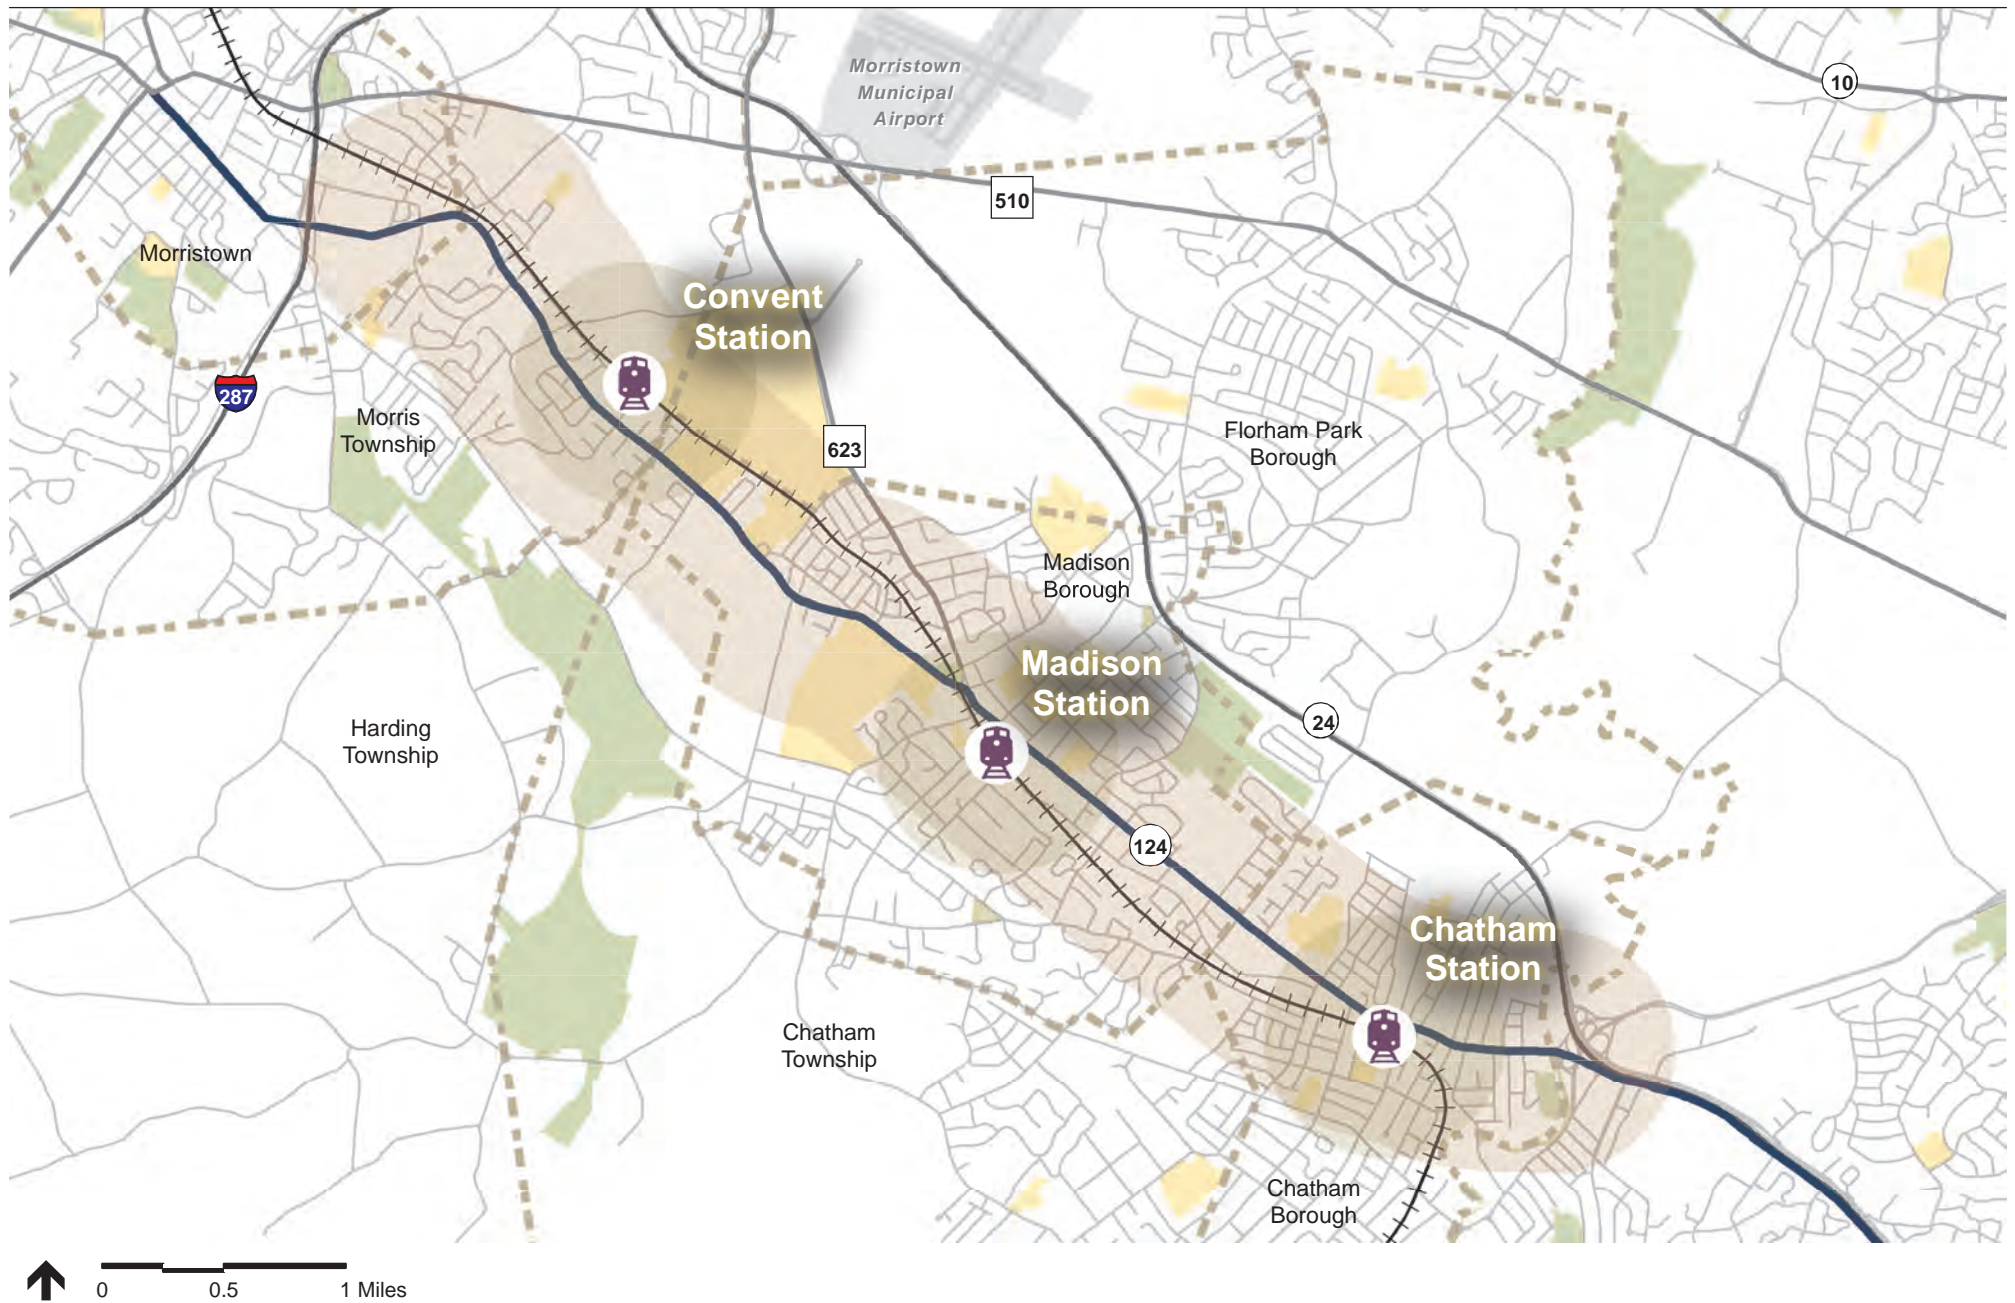 Morristown
Municipal
Airport
10
510
Morristown
Convent
Station
287
Morris
Township
623
Florham Park
Borough
Madison
Borough
Madison
Station
24
Harding
Township
124
Chatham
Station
Chatham
Township
Chatham
Borough
0 0.5 1 Miles